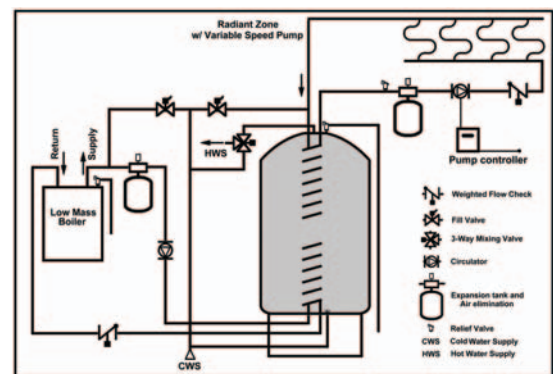 Radiant Zone
w/ Variable Speed Pump
Return
Supply
HWS
Low Mass
Boiler
Pump controller
Weighted Flow Check
Fill Valve
3-Way Mixing Valve
Circulator
Expansion tank and
Air elimination
Relief Valve
CWS Cold Water Supply
HWS Hot Water Supply
CWS